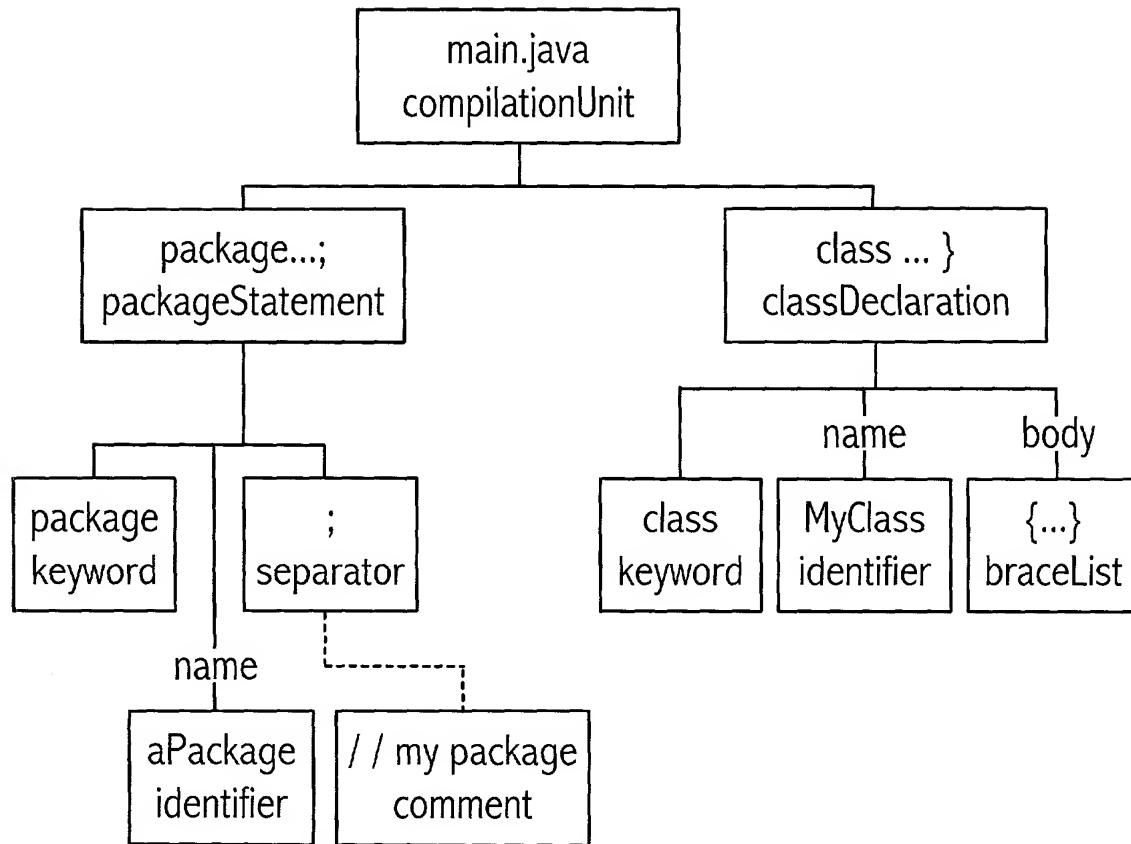 main.java
compilationUnit
package...;
packageStatement
class ... }
classDeclaration
name
body
package
keyword
;
separator
class
keyword
MyClass
identifier
{...}
braceList
name
aPackage
identifier
/ / my package
comment